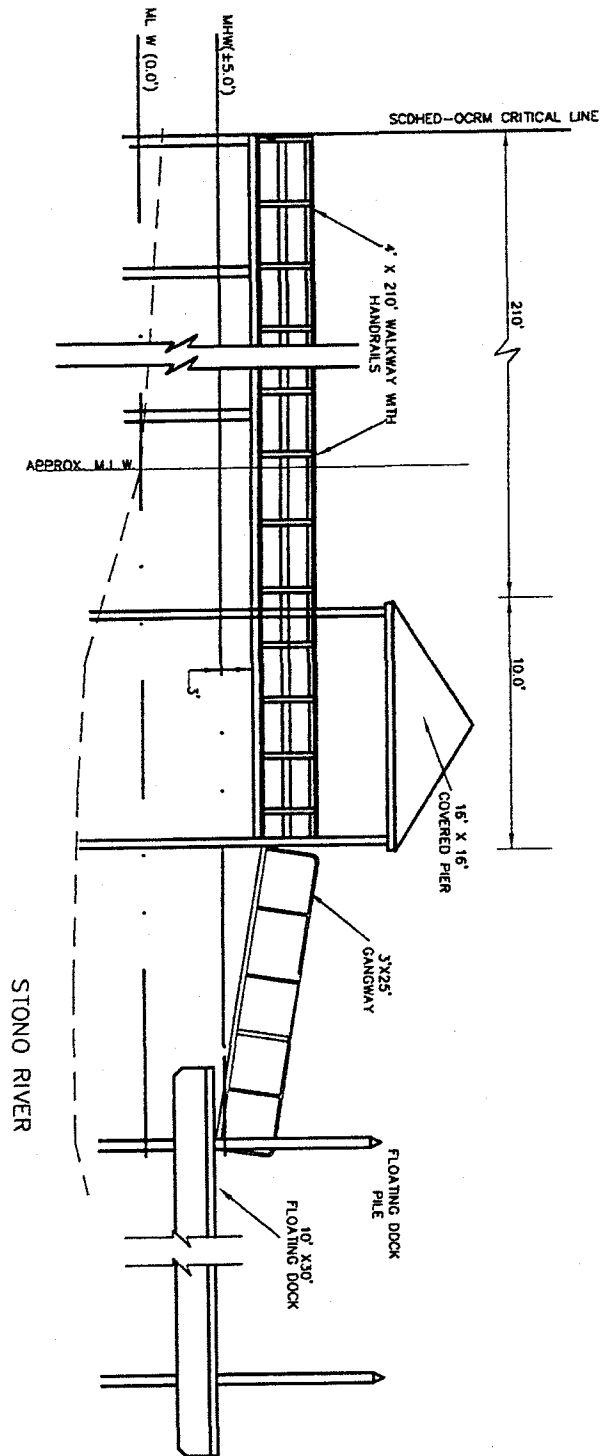 SCDHED-OCRM CRITICAL LINE
210'
10.0'
4' X 210' WALKWAY WITH
HANDRAILS
16' X 16'
COVERED PIER
3'X25'
GANGWAY
FLOATING DOCK
PILE
10' X30'
FLOATING DOCK
MHW(±5.0')
ML W (0.0')
APPROX. M.L.W.
3'
STONO RIVER